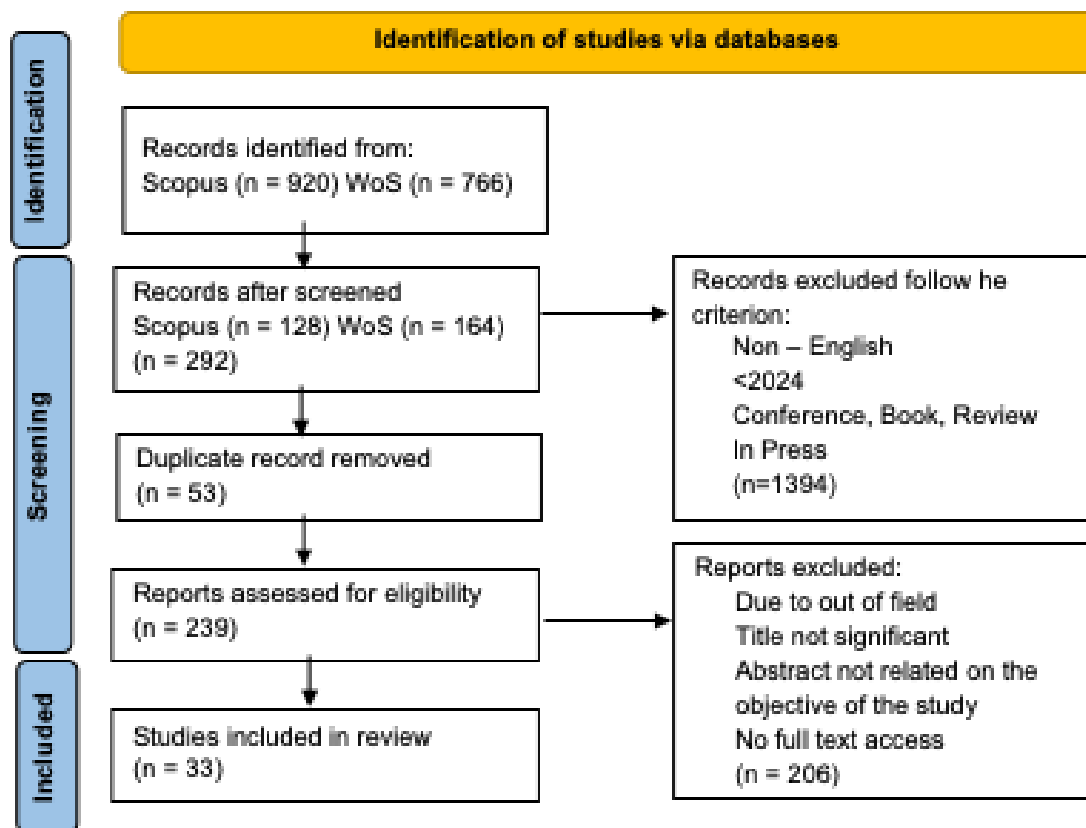 Identification of studies via databases
Identification
Records identified from:
Scopus (n = 920) WoS (n = 766)
Screening
Records after screened
Scopus (n = 128) WoS (n = 164)
(n = 292)
Records excluded follow he
criterion:
Non – English
<2024
Conference, Book, Review
In Press
(n=1394)
Duplicate record removed
(n = 53)
Reports assessed for eligibility
(n = 239)
Reports excluded:
Due to out of field
Title not significant
Abstract not related on the
objective of the study
No full text access
(n = 206)
Included
Studies included in review
(n = 33)